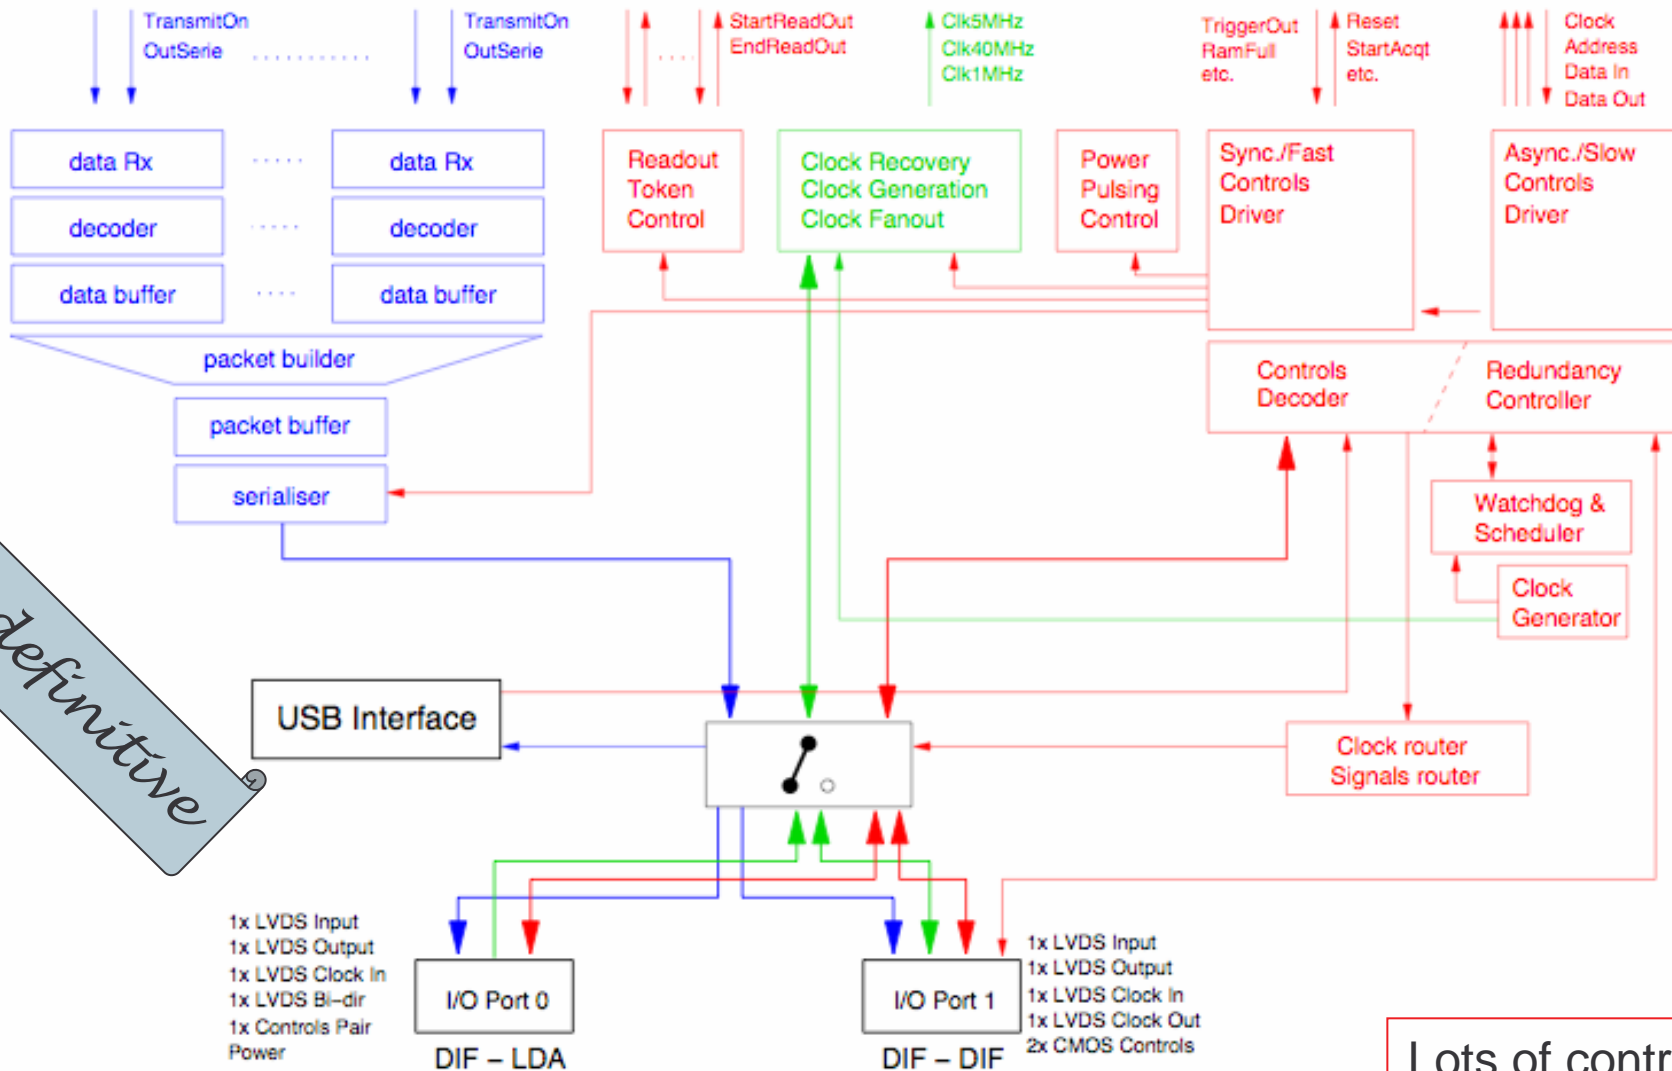 TransmitOn
OutSerie
TransmitOn
OutSerie
StartReadOut
EndReadOut
Clk5MHz
Clk40MHz
Clk1MHz
TriggerOut
RamFull
etc.
Reset
StartAcqt
etc.
Clock
Address
Data In
Data Out
data Rx
data Rx
decoder
decoder
data buffer
data buffer
packet builder
packet buffer
serialiser
Readout
Token
Control
Clock Recovery
Clock Generation
Clock Fanout
Power
Pulsing
Control
Sync./Fast
Controls
Driver
Async./Slow
Controls
Driver
Controls
Decoder
Redundancy
Controller
Watchdog &
Scheduler
Clock
Generator
definitive
USB Interface
Clock router
Signals router
1x LVDS Input
1x LVDS Output
1x LVDS Clock In
1x LVDS Bi-dir
1x Controls Pair
Power
I/O Port 0
DIF – LDA
I/O Port 1
DIF – DIF
1x LVDS Input
1x LVDS Output
1x LVDS Clock In
1x LVDS Clock Out
2x CMOS Controls
Lots of contr